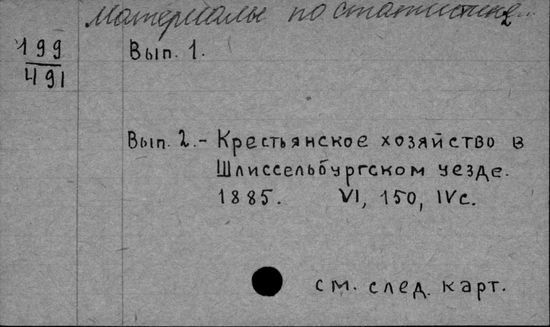 Материалы по статистике...
2
199
491
Вып. 1.
Вып. 2.- Крестьянское хозяйство в
Шлиссельбургском уезде.
1885. VI, 150, IVс.
см. след. карт.